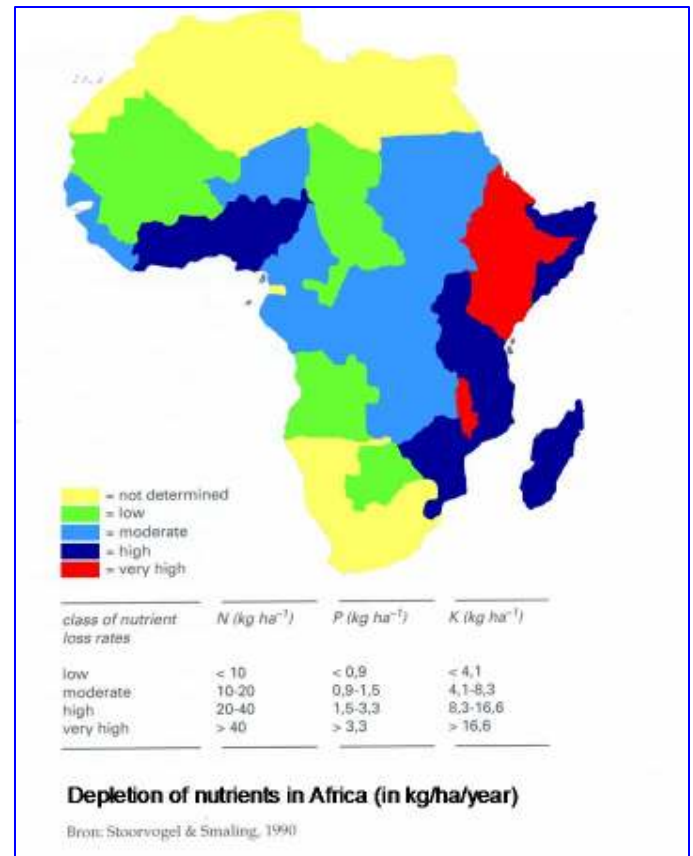 = not determined
= low
= moderate
= high
= very high
class of nutrient loss rates N (kg ha⁻¹) P (kg ha⁻¹) K (kg ha⁻¹)
low < 10 < 0,9 < 4,1
moderate 10-20 0,9-1,5 4,1-8,3
high 20-40 1,5-3,3 8,3-16,6
very high > 40 > 3,3 > 16,6
Depletion of nutrients in Africa (in kg/ha/year)
Bron: Stoorvogel & Smaling, 1990